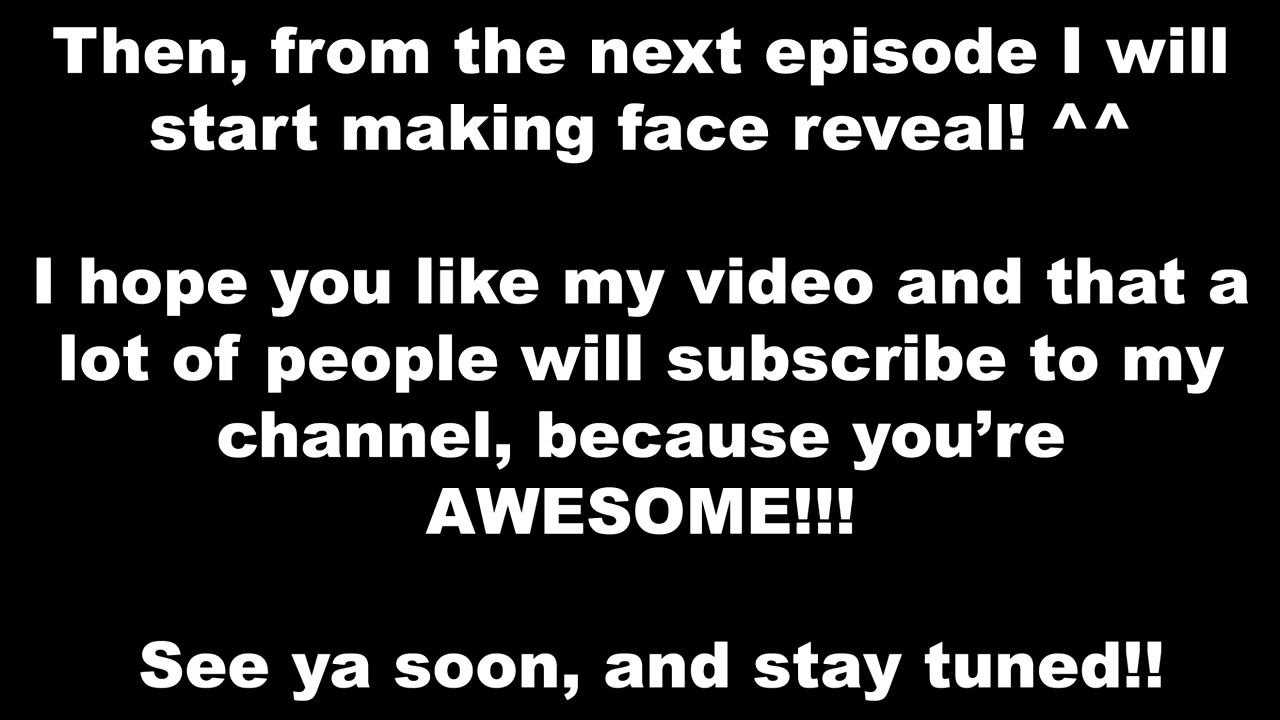 Then, from the next episode I will
start making face reveal! ^^
I hope you like my video and that a
lot of people will subscribe to my
channel, because you’re
AWESOME!!!
See ya soon, and stay tuned!!